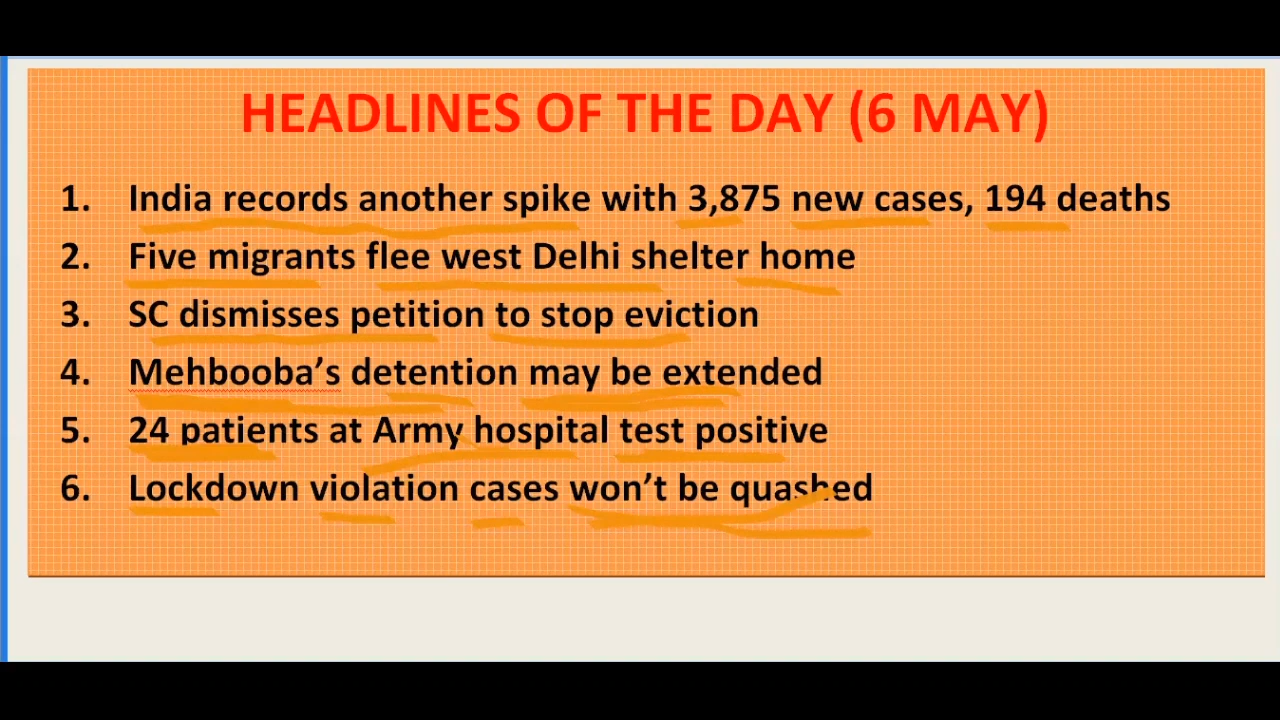 HEADLINES OF THE DAY (6 MAY)
1. India records another spike with 3,875 new cases, 194 deaths
2. Five migrants flee west Delhi shelter home
3. SC dismisses petition to stop eviction
4. Mehbooba’s detention may be extended
5. 24 patients at Army hospital test positive
6. Lockdown violation cases won’t be quashed